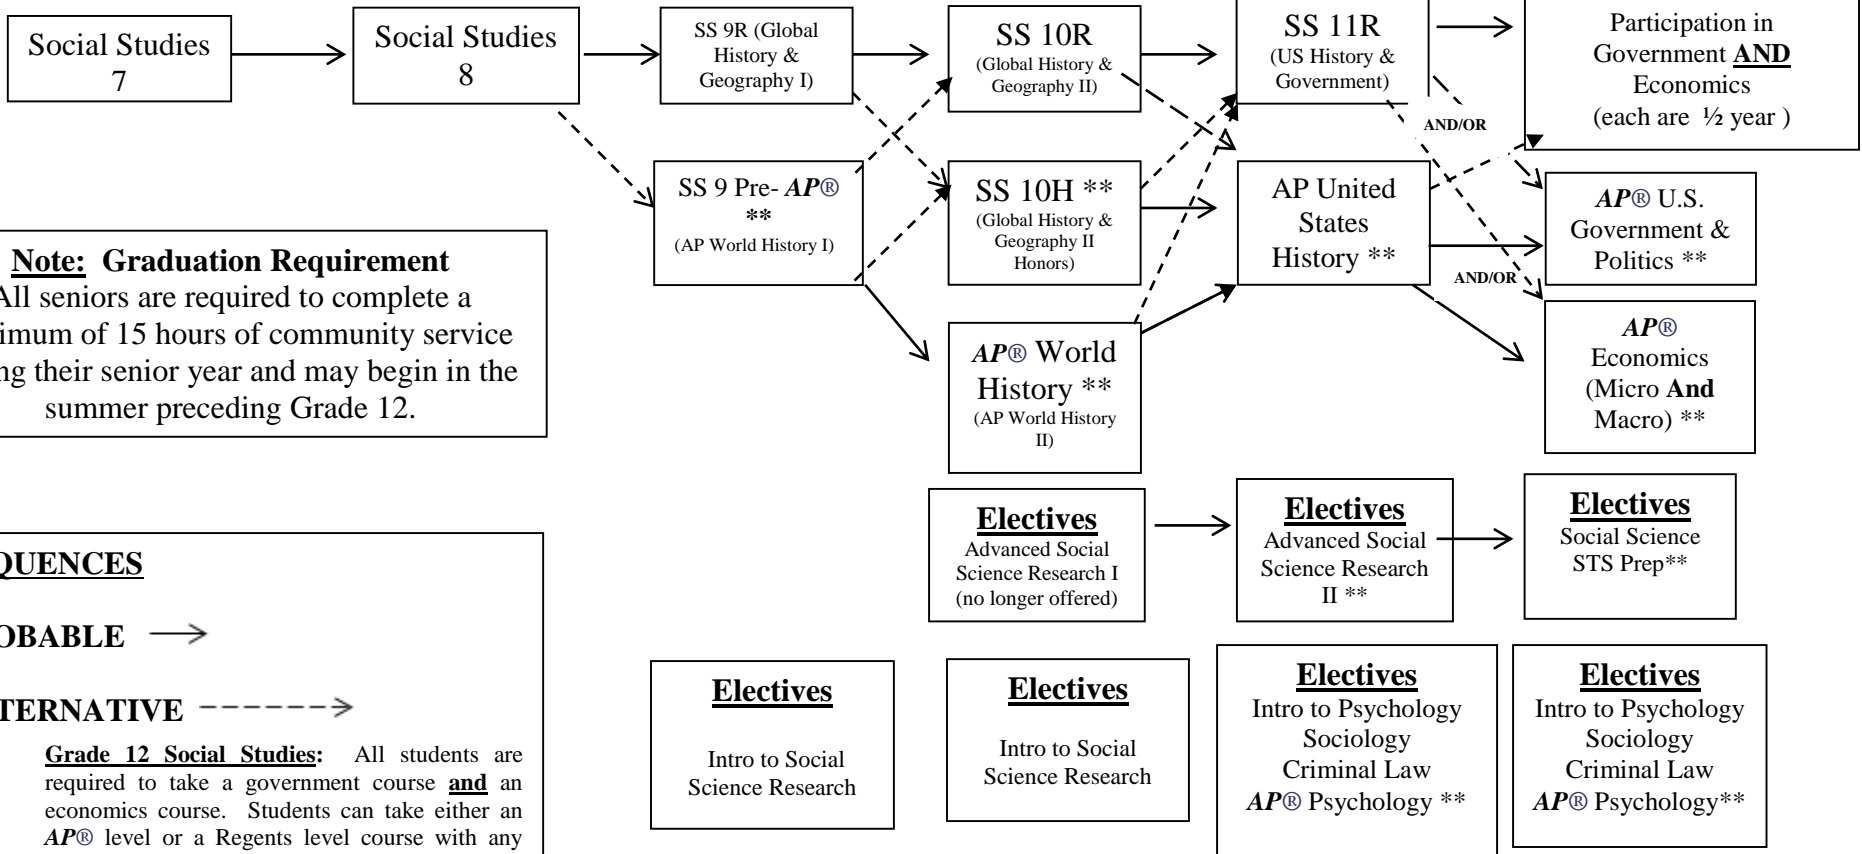 Social Studies
7
Social Studies
8
SS 9R (Global
History &
Geography I)
SS 10R
(Global History &
Geography II)
SS 11R
(US History &
Government)
Participation in
Government AND
Economics
(each are ½ year )
AND/OR
SS 9 Pre- AP®
**
(AP World History I)
SS 10H **
(Global History &
Geography II
Honors)
AP United
States
History **
AP® U.S.
Government &
Politics **
AND/OR
Note: Graduation Requirement
All seniors are required to complete a
imum of 15 hours of community service
ng their senior year and may begin in the
summer preceding Grade 12.
AP® World
History **
(AP World History
II)
AP®
Economics
(Micro And
Macro) **
Electives
Advanced Social
Science Research I
(no longer offered)
Electives
Advanced Social
Science Research
II **
Electives
Social Science
STS Prep**
QUENCES
OBABLE
TERNATIVE
Grade 12 Social Studies: All students are
required to take a government course and an
economics course. Students can take either an
AP® level or a Regents level course with any
Electives
Intro to Social
Science Research
Electives
Intro to Social
Science Research
Electives
Intro to Psychology
Sociology
Criminal Law
AP® Psychology **
Electives
Intro to Psychology
Sociology
Criminal Law
AP® Psychology**